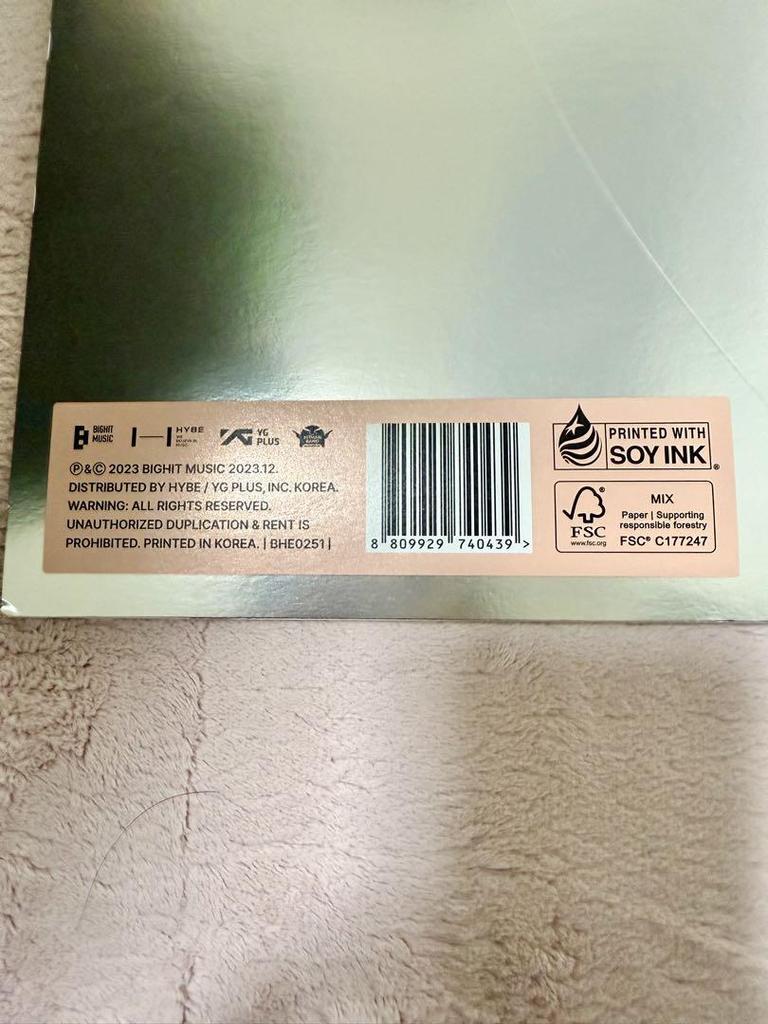 BIGHIT
MUSIC
HYBE
YG
PLUS
℗&© 2023 BIGHIT MUSIC 2023.12.
DISTRIBUTED BY HYBE / YG PLUS, INC. KOREA.
WARNING: ALL RIGHTS RESERVED.
UNAUTHORIZED DUPLICATION & RENT IS
PROHIBITED. PRINTED IN KOREA. | BHE0251 |
8 809929 740439 >
PRINTED WITH
SOY INK®
FSC®
www.fsc.org
MIX
Paper | Supporting
responsible forestry
FSC® C177247